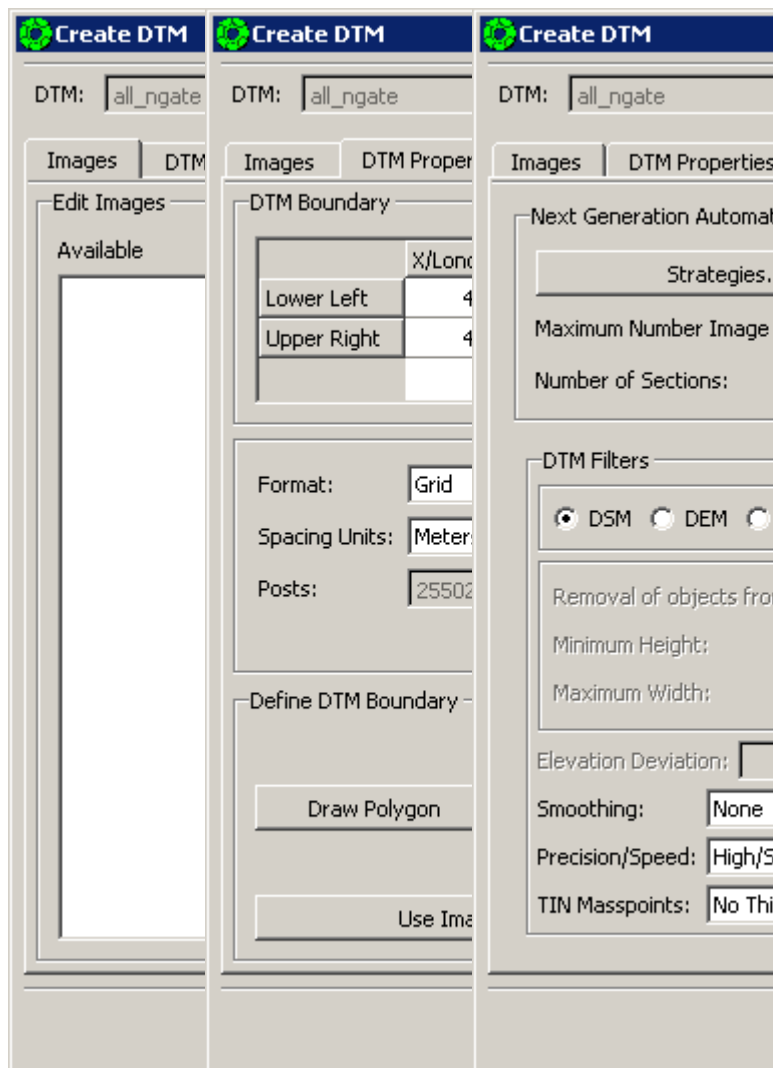 Create DTM
DTM: all_ngate
Images DTM
Edit Images
Available
Create DTM
DTM: all_ngate
Images DTM Proper
DTM Boundary
X/Long
Lower Left 4
Upper Right 4
Format: Grid
Spacing Units: Meters
Posts: 25502
Define DTM Boundary
Draw Polygon
Use Ima
Create DTM
DTM: all_ngate
Images DTM Properties
Next Generation Automat
Strategies.
Maximum Number Image
Number of Sections:
DTM Filters
DSM DEM
Removal of objects fro
Minimum Height:
Maximum Width:
Elevation Deviation:
Smoothing: None
Precision/Speed: High/S
TIN Masspoints: No Thi